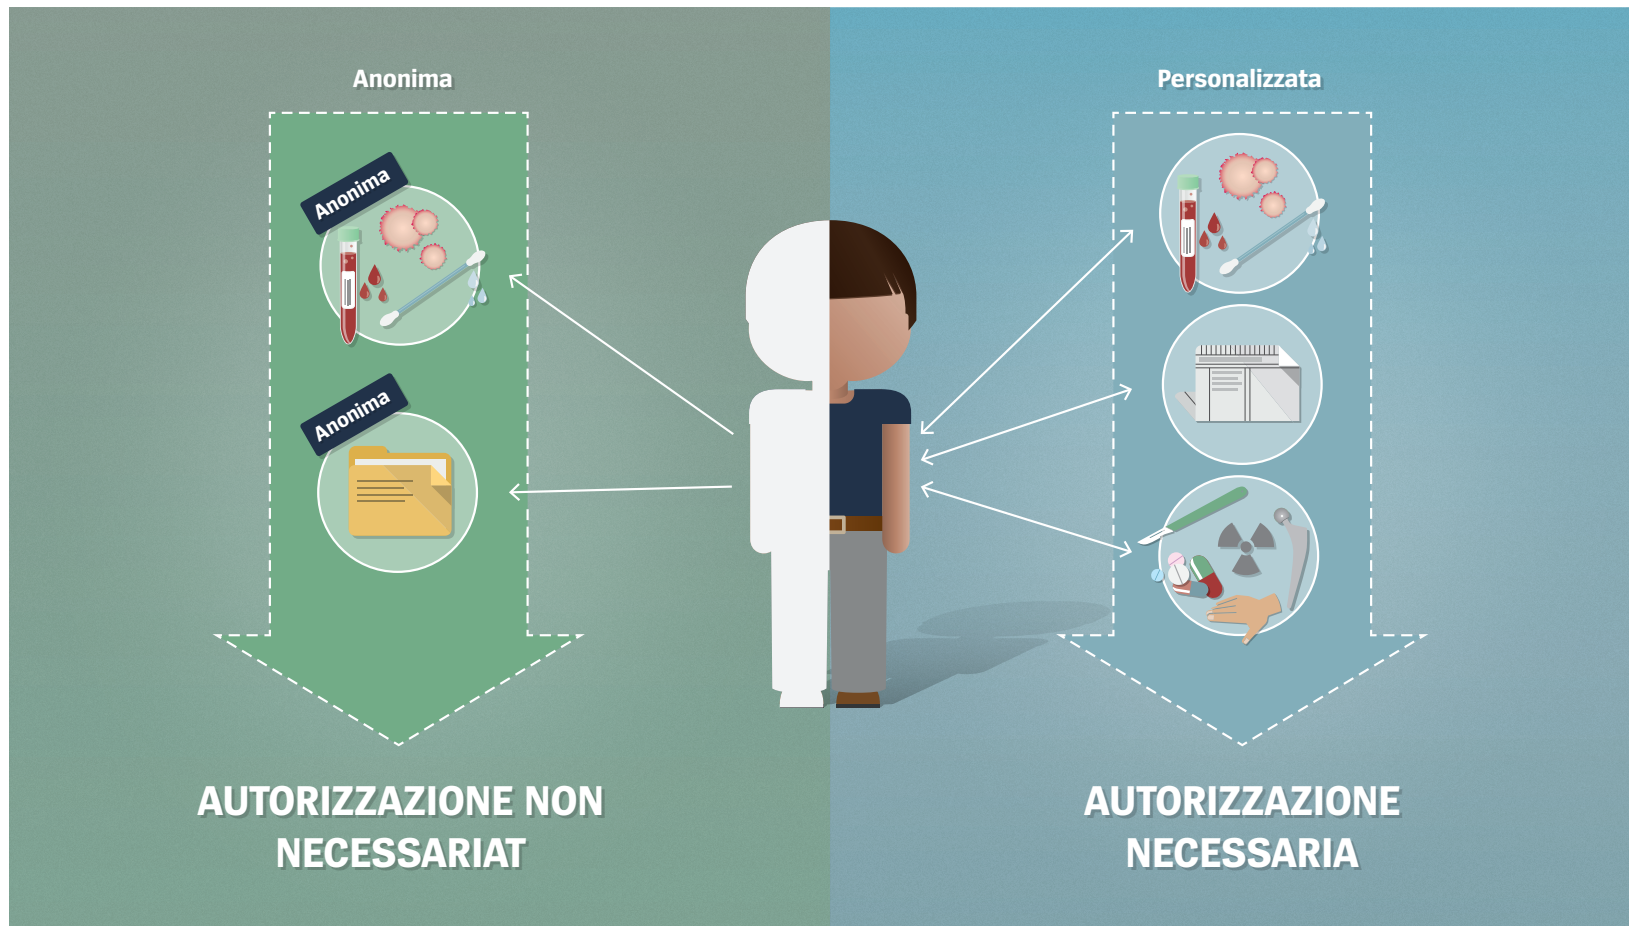 Anonima
Personalizzata
Anonima
Anonima
AUTORIZZAZIONE NON
NECESSARIAT
AUTORIZZAZIONE
NECESSARIA